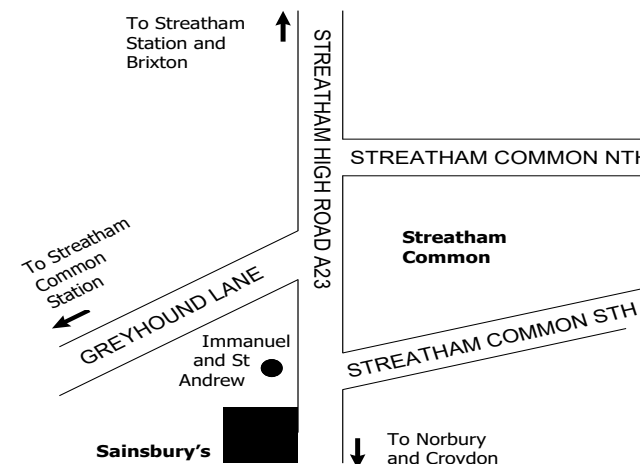 To Streatham
Station and
Brixton
STREATHAM HIGH ROAD A23
STREATHAM COMMON NTH
Streatham
Common
To Streatham
Common
Station
GREYHOUND LANE
STREATHAM COMMON STH
Immanuel
and St
Andrew
Sainsbury's
To Norbury
and Croydon